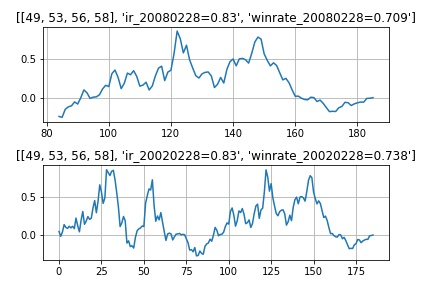 [[49, 53, 56, 58], 'ir_20080228=0.83', 'winrate_20080228=0.709']
0.5
0.0
80 100 120 140 160 180
[[49, 53, 56, 58], 'ir_20020228=0.83', 'winrate_20020228=0.738']
0.5
0.0
0 25 50 75 100 125 150 175